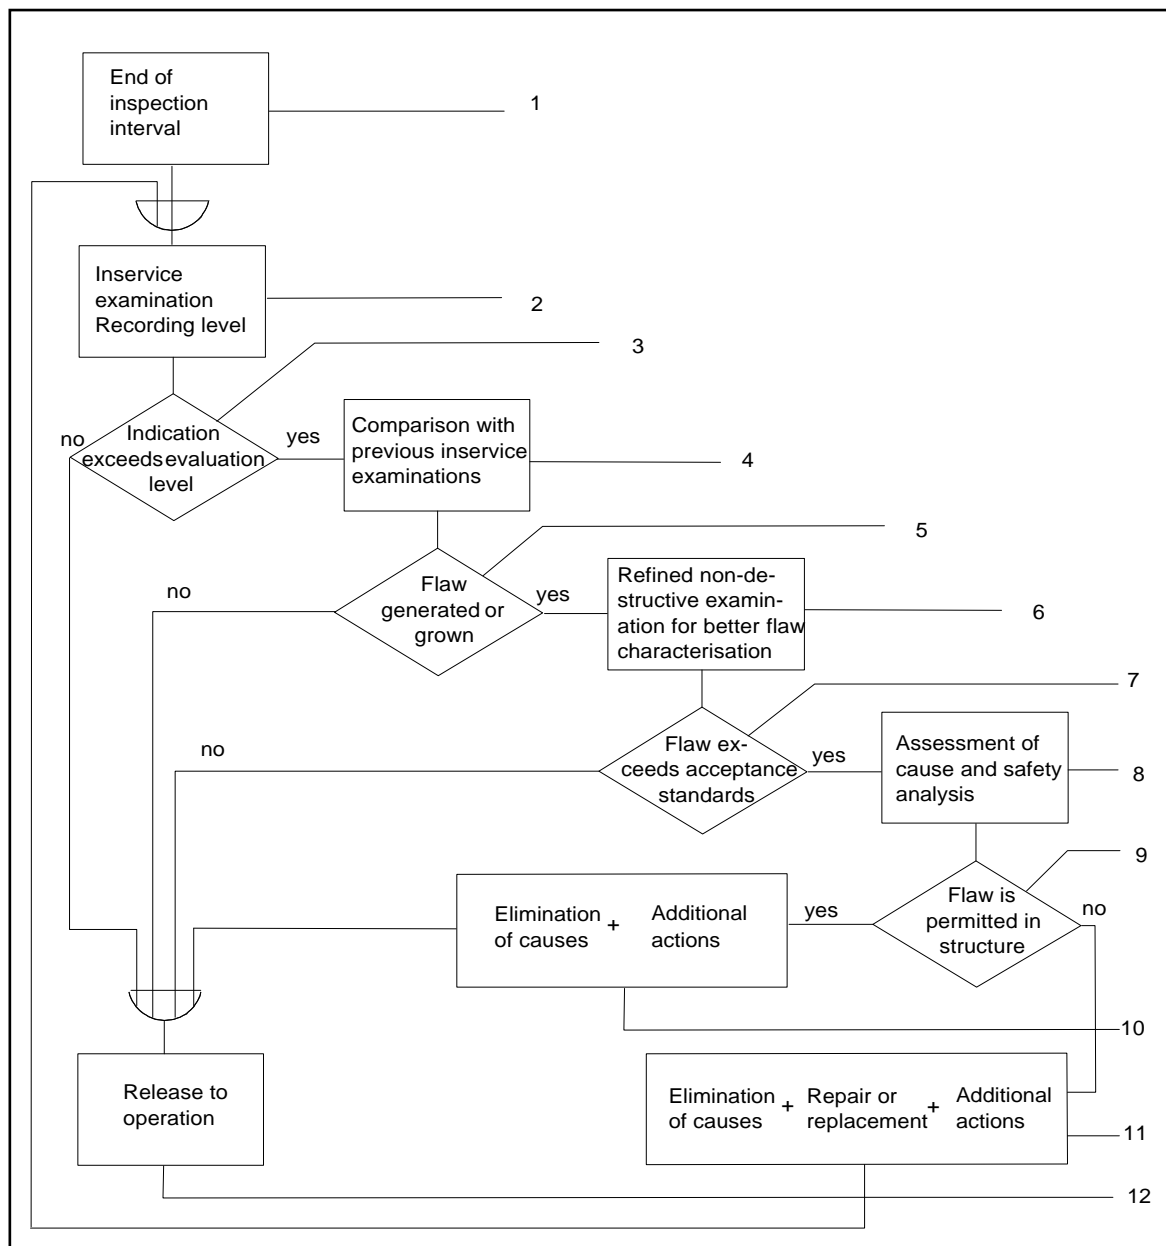 End of
inspection
interval
1
Inservice
examination
Recording level
2
3
no
Indication
exceeds evaluation
level
yes
Comparison with
previous inservice
examinations
4
5
no
Flaw
generated or
grown
yes
Refined non-de-
structive examin-
ation for better flaw
characterisation
6
7
no
Flaw ex-
ceeds acceptance
standards
yes
Assessment of
cause and safety
analysis
8
9
Flaw is
permitted in
structure
yes
no
Elimination
of causes
+
Additional
actions
10
Elimination
of causes
+
Repair or
replacement
+
Additional
actions
11
Release to
operation
12